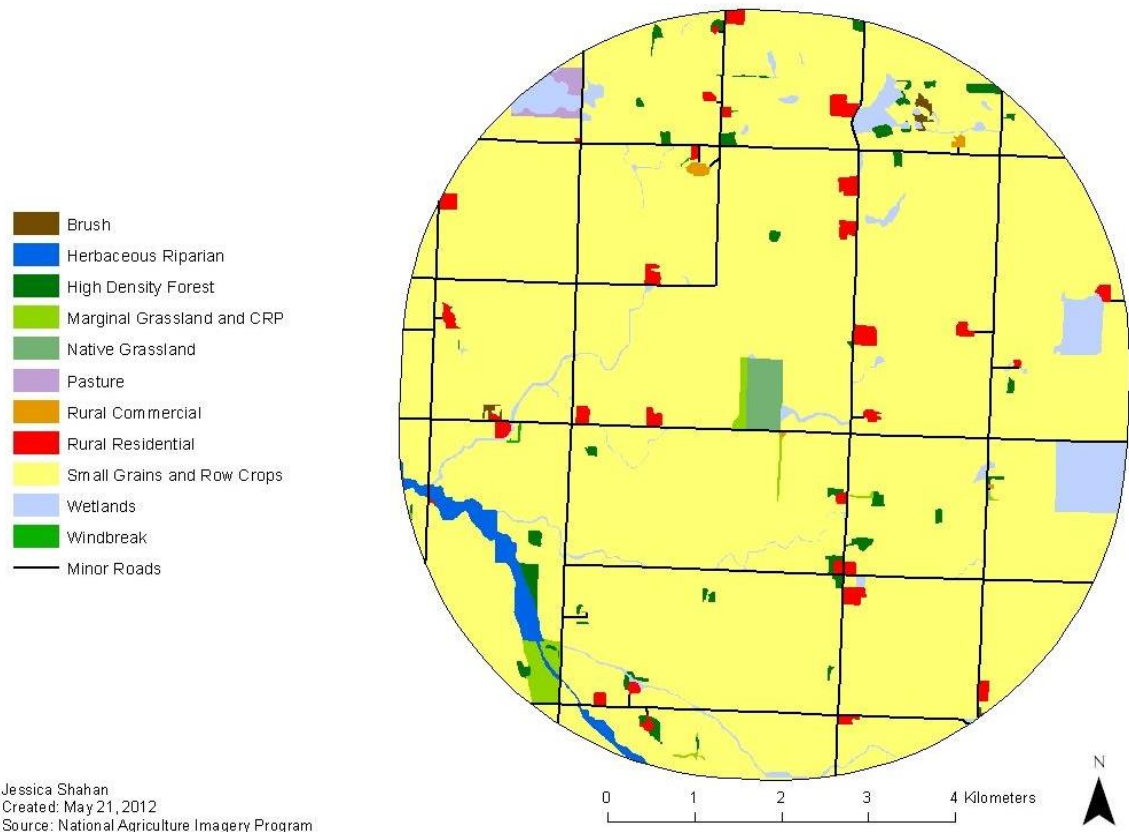 Brush
Herbaceous Riparian
High Density Forest
Marginal Grassland and CRP
Native Grassland
Pasture
Rural Commercial
Rural Residential
Small Grains and Row Crops
Wetlands
Windbreak
Minor Roads
Jessica Shahan
Created: May 21, 2012
Source: National Agriculture Imagery Program
0 1 2 3 4 Kilometers
N